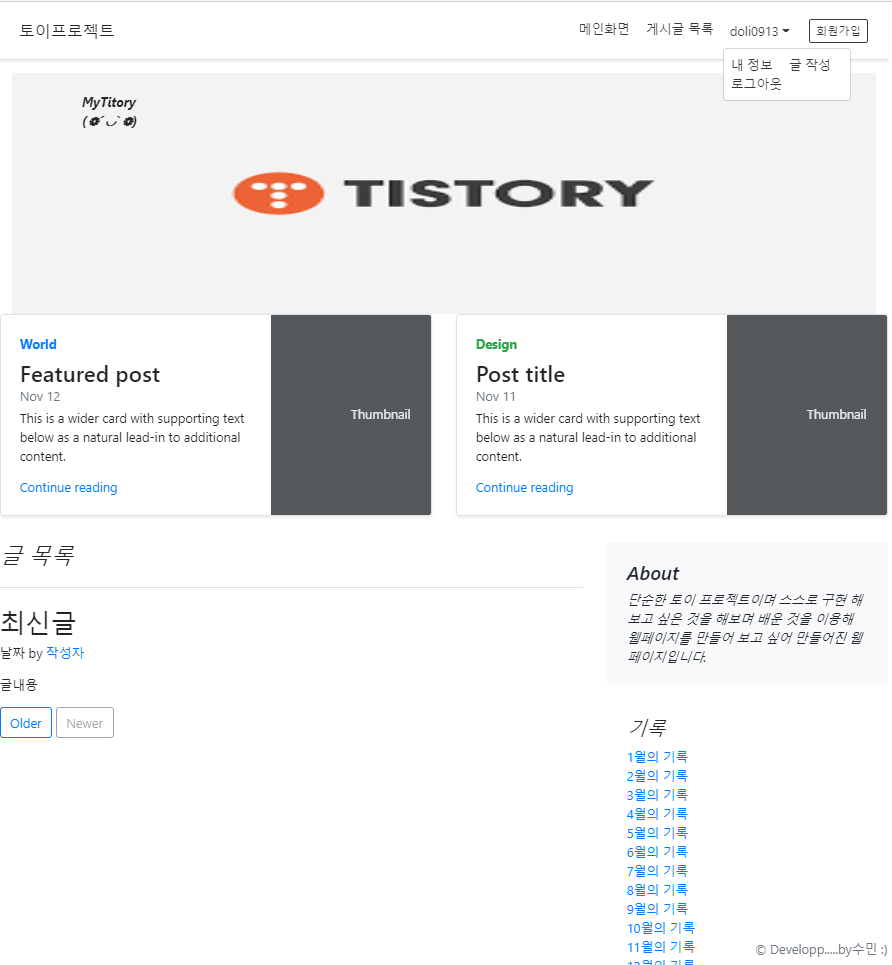 토이프로젝트
메인화면 게시글 목록 doli0913 회원가입
내 정보 글 작성
로그아웃
MyTitory
(❁´◡`❁)
TISTORY
World
Featured post
Nov 12
This is a wider card with supporting text
below as a natural lead-in to additional
content.
Continue reading
Thumbnail
Design
Post title
Nov 11
This is a wider card with supporting text
below as a natural lead-in to additional
content.
Continue reading
Thumbnail
글 목록
최신글
날짜 by 작성자
글내용
Older Newer
About
단순한 토이 프로젝트이며 스스로 구현 해
보고 싶은 것을 해보며 배운 것을 이용해
웹페이지를 만들어 보고 싶어 만들어진 웹
페이지입니다.
기록
1월의 기록
2월의 기록
3월의 기록
4월의 기록
5월의 기록
6월의 기록
7월의 기록
8월의 기록
9월의 기록
10월의 기록
11월의 기록
12월의 기록
© Developp.....by수민 :)